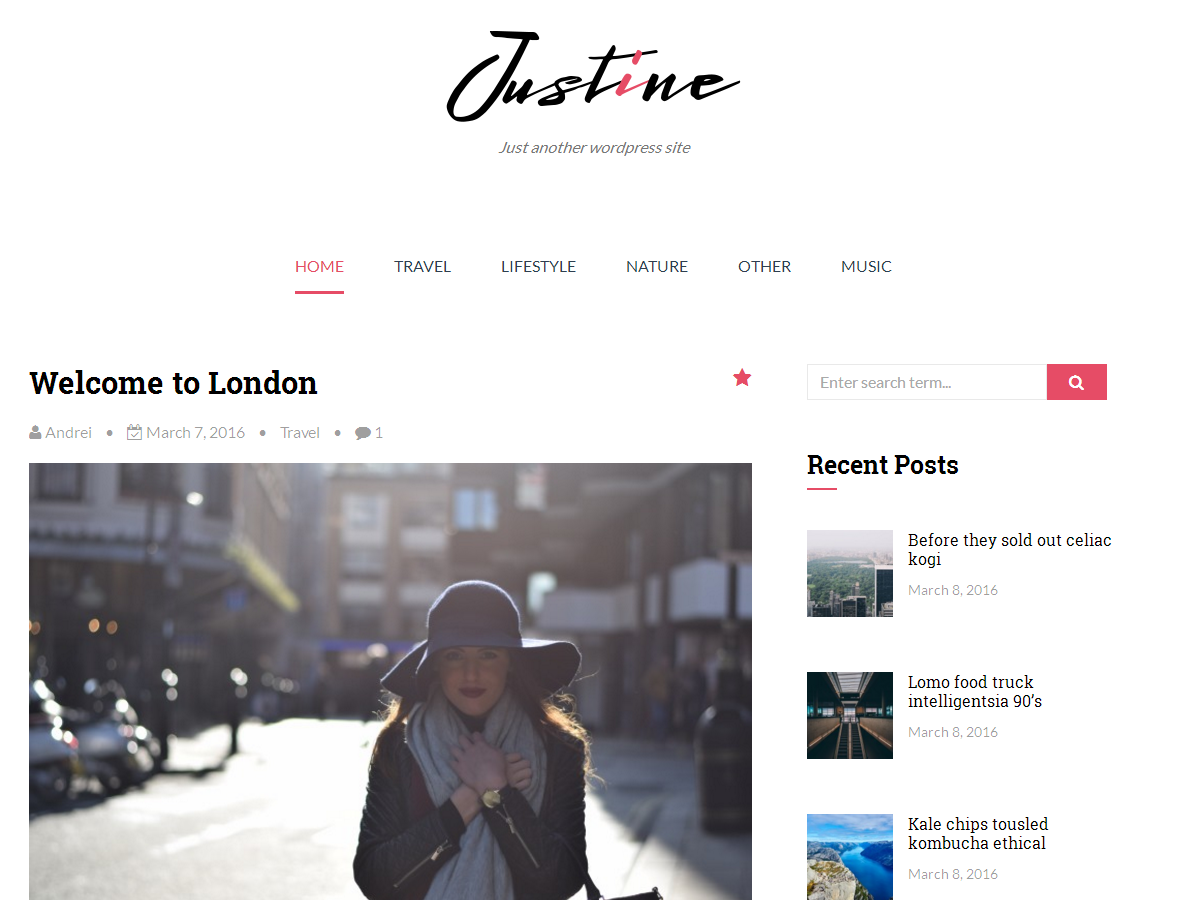 Justine
Just another wordpress site
HOME TRAVEL LIFESTYLE NATURE OTHER MUSIC
Welcome to London
Andrei • March 7, 2016 • Travel • 1
Enter search term...
Recent Posts
Before they sold out celiac
kogi
March 8, 2016
Lomo food truck
intelligentsia 90’s
March 8, 2016
Kale chips tousled
kombucha ethical
March 8, 2016